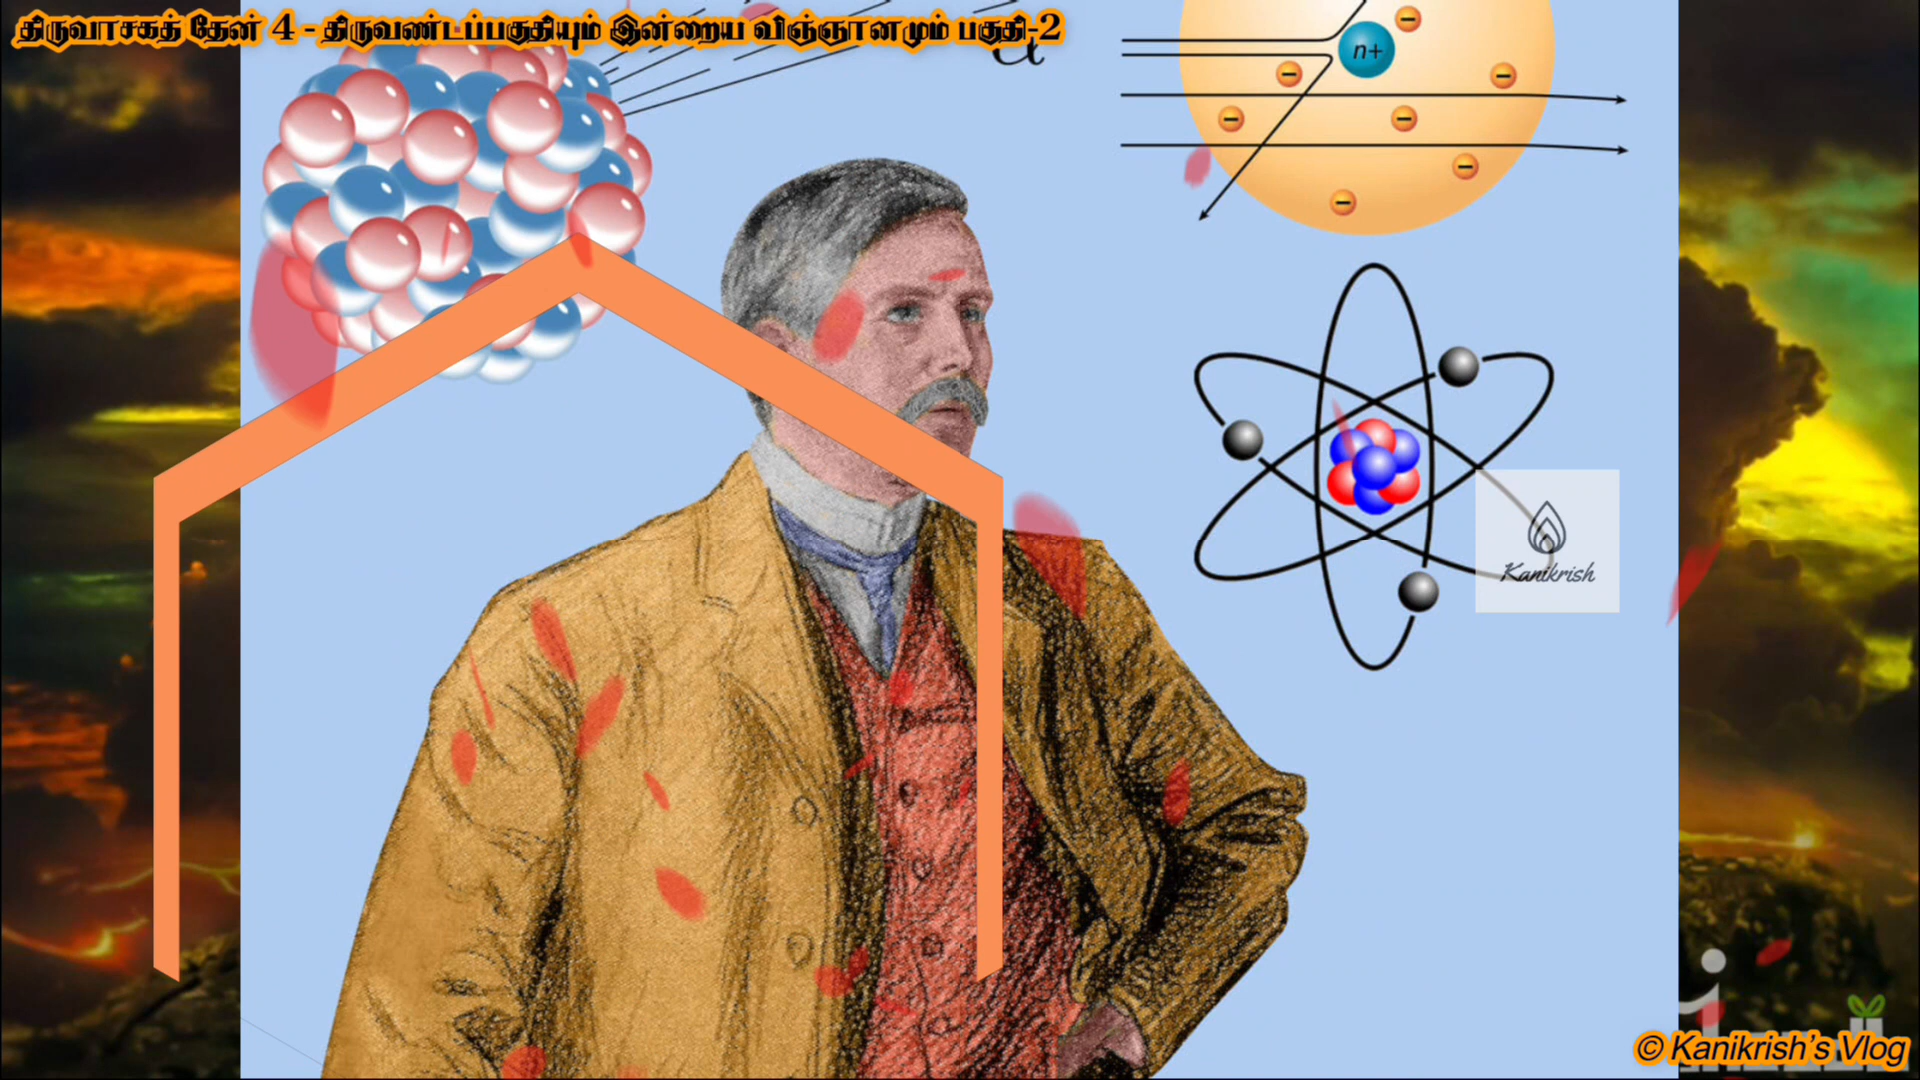 திருவாசகத் தேன் 4 - திருவண்டப்பகுதியும் இன்றைய விஞ்ஞானமும் பகுதி-2
α
n+
Kanikrish
© Kanikrish's Vlog